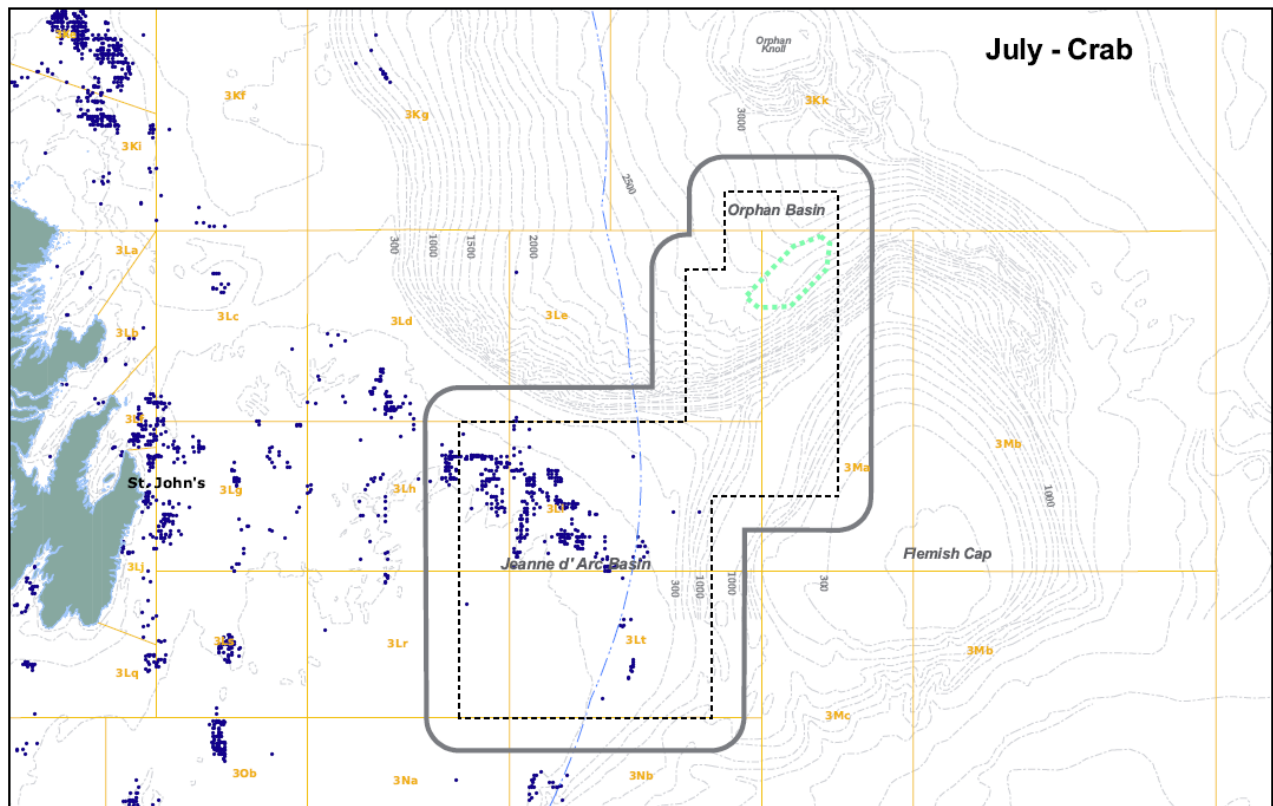 July - Crab
Orphan
Knoll
3Kf
3Kg
3Kk
3000
3Ki
2500
Orphan Basin
3La
300
1000
1500
2000
3Lc
3Ld
3Le
3Lb
3Mb
3Ma
St. John's
3Lg
3Lh
1000
Jeanne d' Arc Basin
Flemish Cap
3Lj
300
1000
1000
300
3Lr
3Lt
3Mb
3Lq
3Mc
3Ob
3Na
3Nb